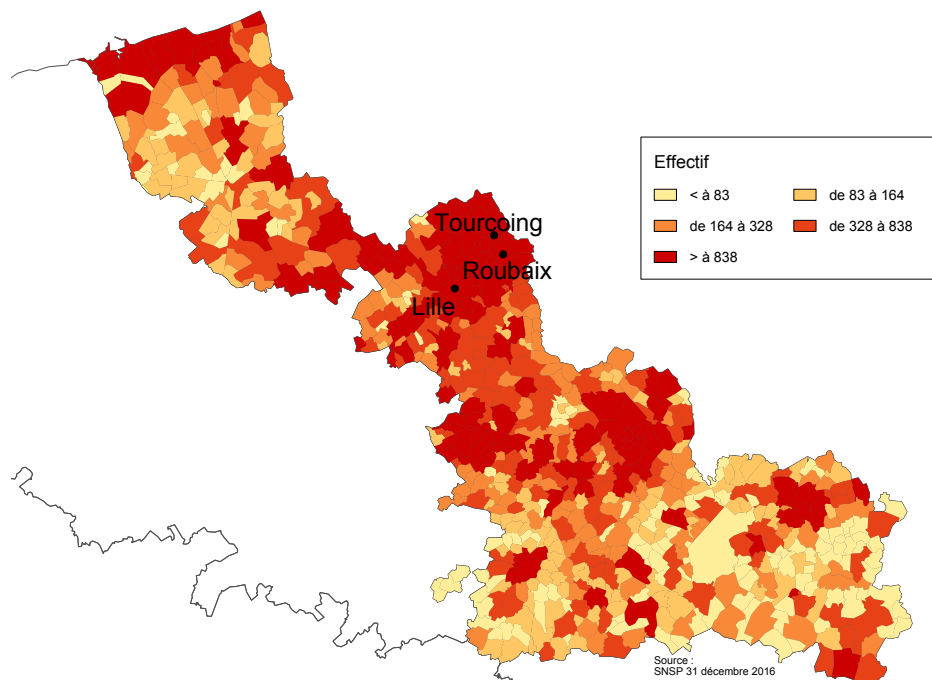 Tourcoing
Roubaix
Lille
Effectif
< à 83
de 83 à 164
de 164 à 328
de 328 à 838
> à 838
Source :
SNSP 31 décembre 2016